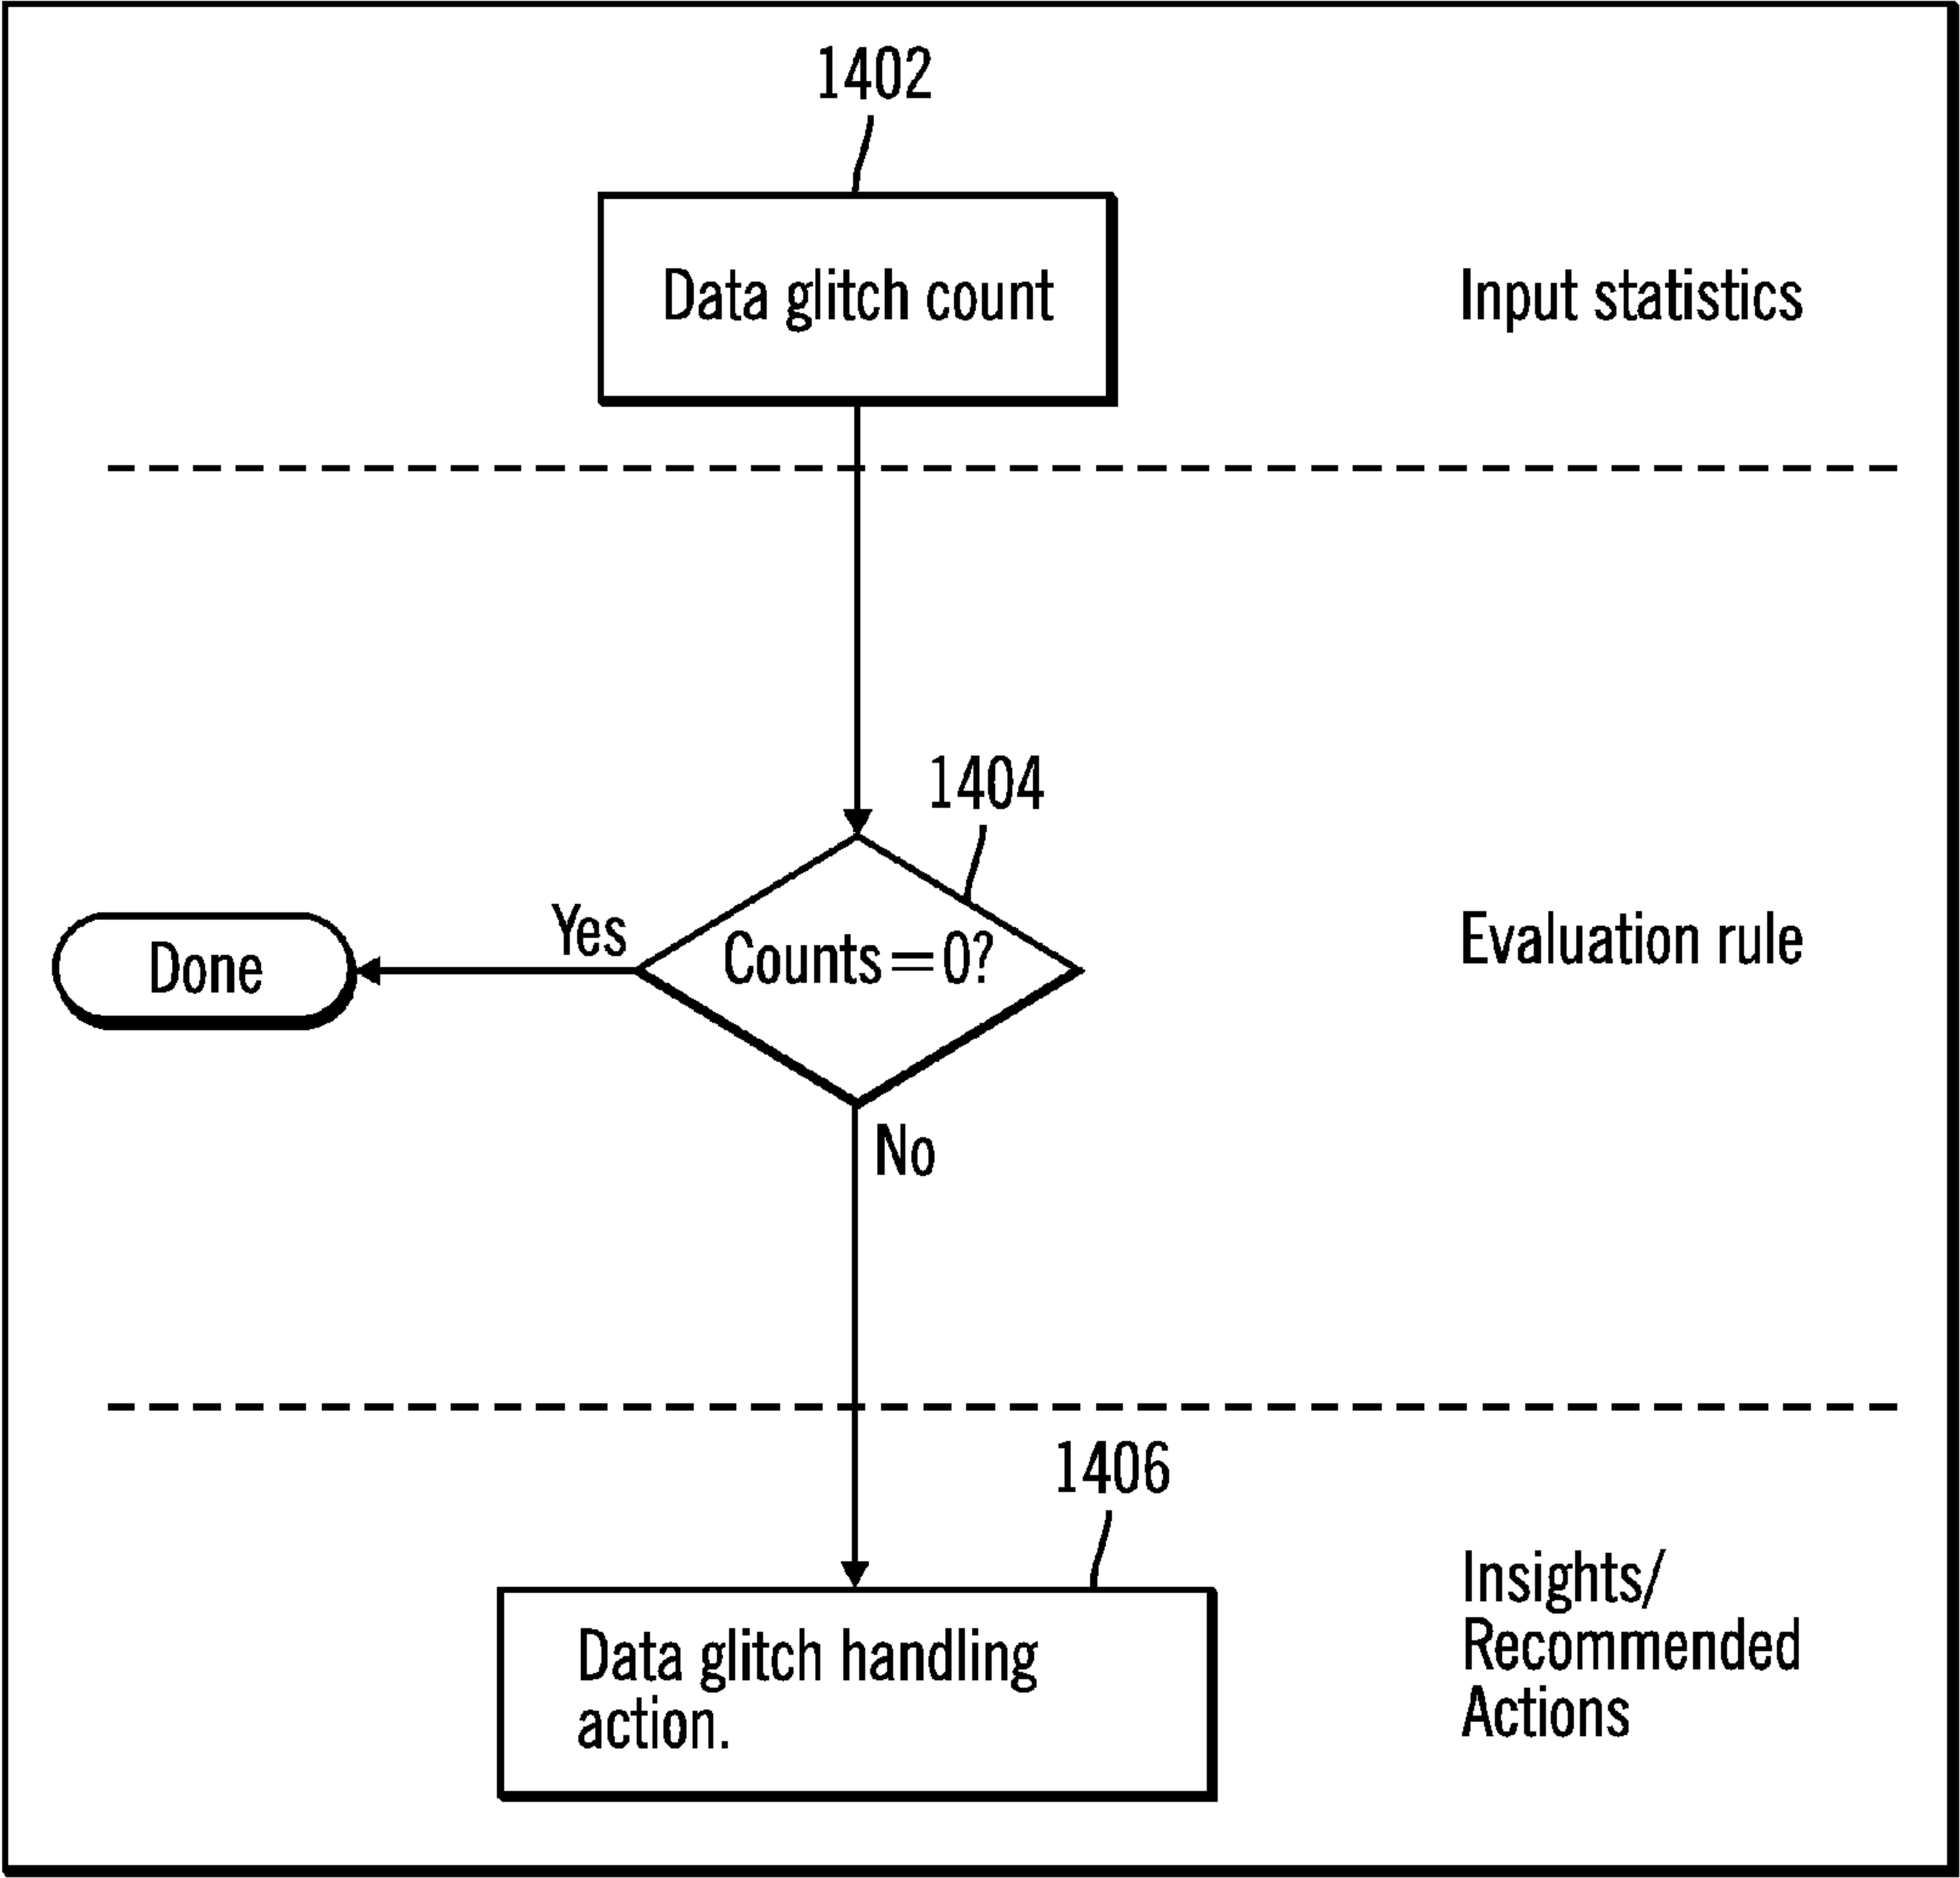 1402
Data glitch count
Input statistics
1404
Yes
Counts=0?
Done
Evaluation rule
No
1406
Data glitch handling
action.
Insights/
Recommended
Actions